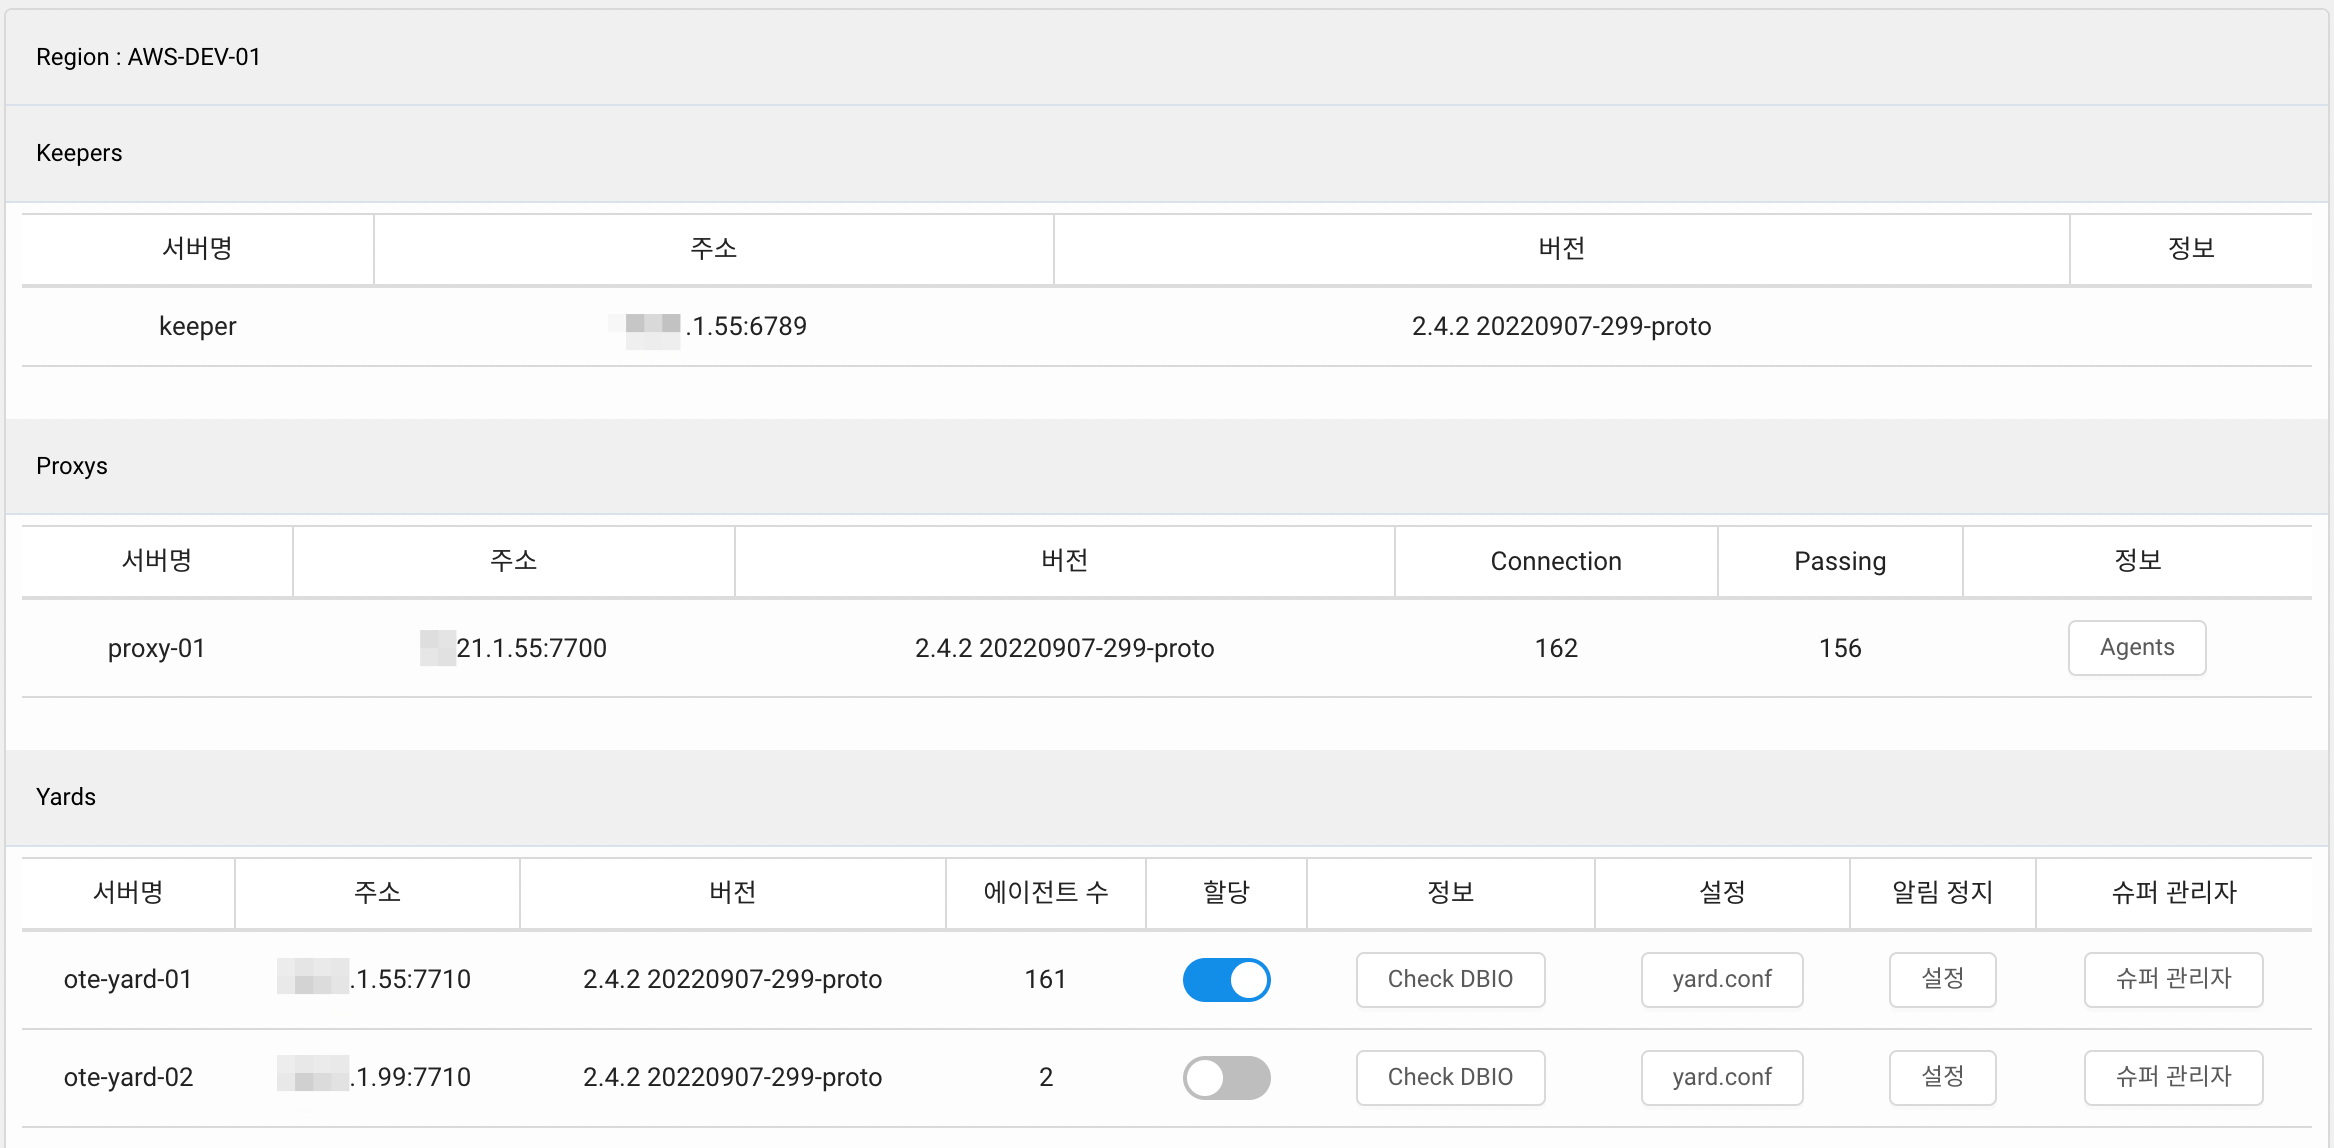 Region : AWS-DEV-01
Keepers
서버명 주소 버전 정보
keeper .1.55:6789 2.4.2 20220907-299-proto
Proxys
서버명 주소 버전 Connection Passing 정보
proxy-01 21.1.55:7700 2.4.2 20220907-299-proto 162 156 Agents
Yards
서버명 주소 버전 에이전트 수 할당 정보 설정 알림 정지 슈퍼 관리자
ote-yard-01 .1.55:7710 2.4.2 20220907-299-proto 161 Check DBIO yard.conf 설정 슈퍼 관리자
ote-yard-02 .1.99:7710 2.4.2 20220907-299-proto 2 Check DBIO yard.conf 설정 슈퍼 관리자